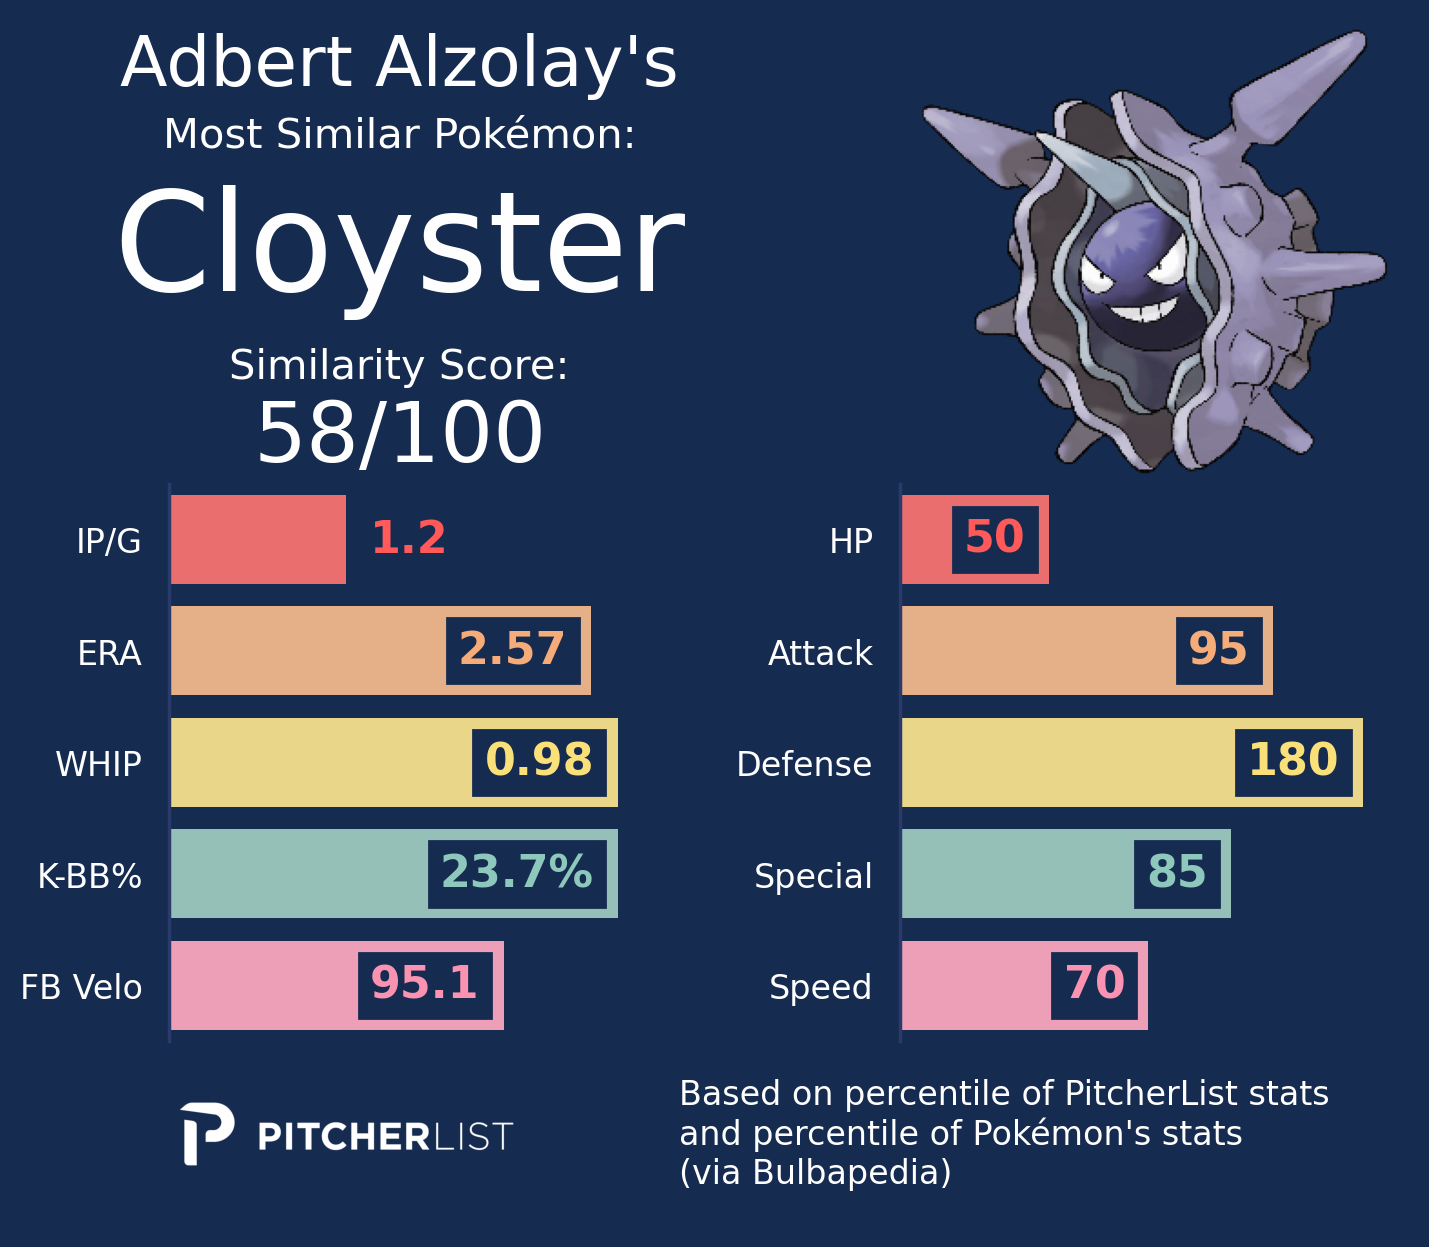 Adbert Alzolay's
Most Similar Pokémon:
Cloyster
Similarity Score:
58/100
IP/G 1.2
ERA 2.57
WHIP 0.98
K-BB% 23.7%
FB Velo 95.1
HP 50
Attack 95
Defense 180
Special 85
Speed 70
PITCHERLIST
Based on percentile of PitcherList stats
and percentile of Pokémon's stats
(via Bulbapedia)